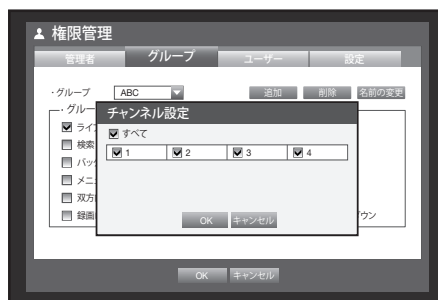 権限管理
管理者 グループ ユーザー 設定
・グループ ABC 追加 削除 名前の変更
・グルー
ライ
検索
バッ
メニ
双方
録画
ウン
チャンネル設定
すべて
1 2 3 4
OK キャンセル
OK キャンセル